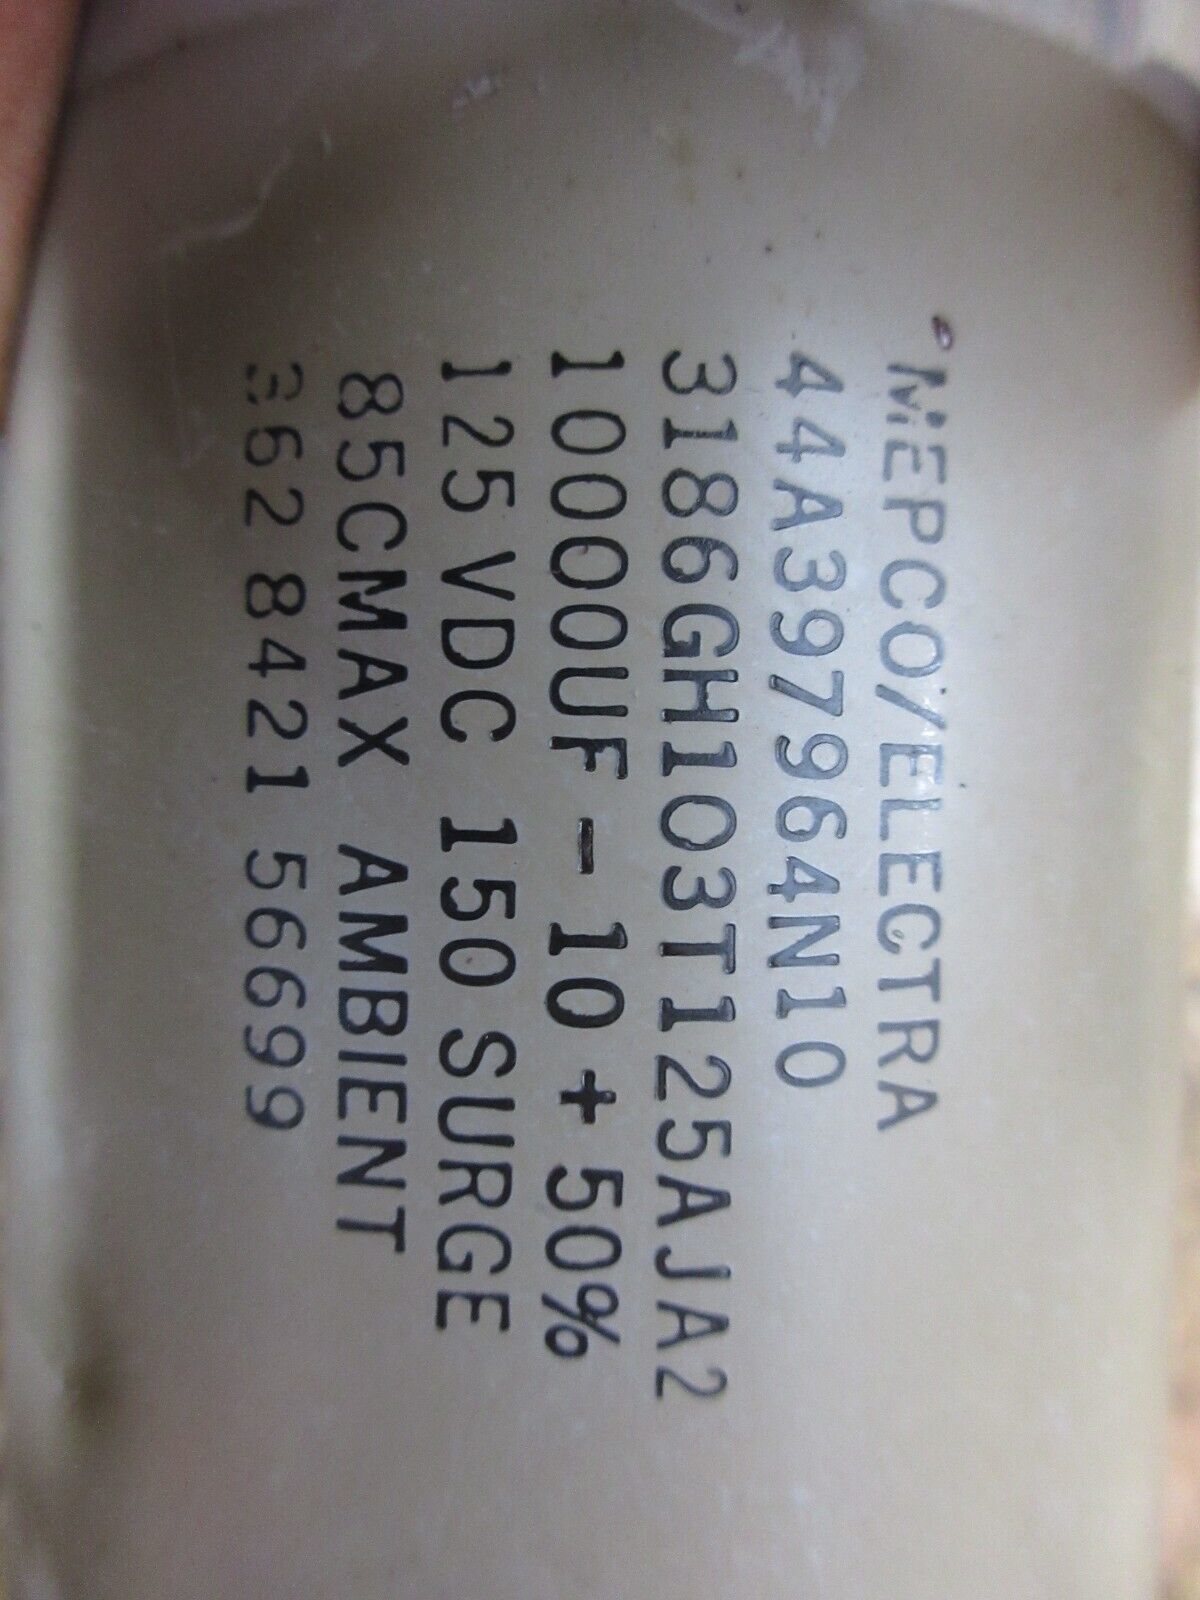 MEPCO/ELECTRA
44A397964N10
3186GH103T125AJA2
10000UF - 10 + 50%
125 VDC 150 SURGE
85CMAX AMBIENT
362 8421 56699